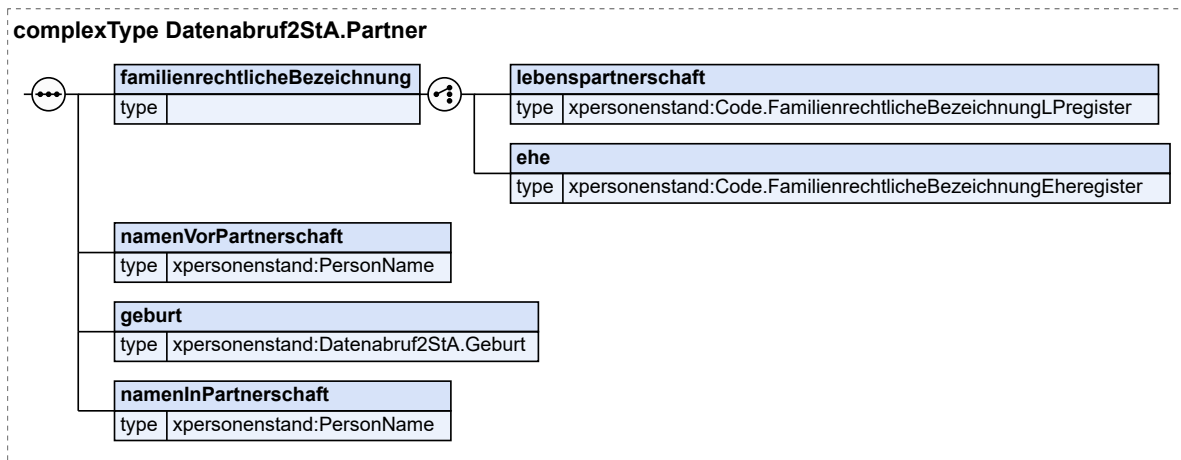 complexType Datenabruf2StA.Partner
familienrechtlicheBezeichnung
type
lebenspartnerschaft
type xpersonenstand:Code.FamilienrechtlicheBezeichnungLPregister
ehe
type xpersonenstand:Code.FamilienrechtlicheBezeichnungEheregister
namenVorPartnerschaft
type xpersonenstand:PersonName
geburt
type xpersonenstand:Datenabruf2StA.Geburt
namenInPartnerschaft
type xpersonenstand:PersonName